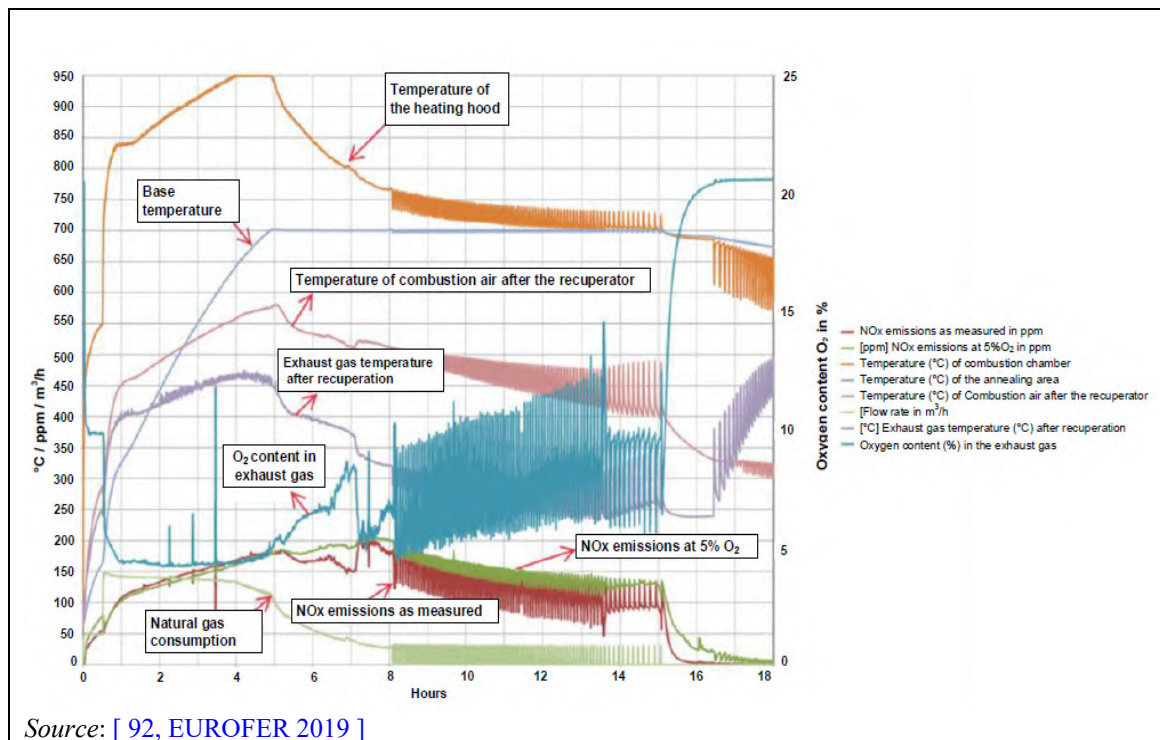 950
900
850
800
750
700
650
600
550
500
450
400
350
300
250
200
150
100
50
0
°C / ppm / m³/h
25
20
15
10
5
0
Oxygen content O₂ in %
0
2
4
6
8
10
12
14
16
18
Hours
Temperature of
the heating hood
Base
temperature
Temperature of combustion air after the recuperator
Exhaust gas temperature
after recuperation
O₂ content in
exhaust gas
NOx emissions at 5% O₂
NOx emissions as measured
Natural gas
consumption
NOx emissions as measured in ppm
[ppm] NOx emissions at 5%O₂ in ppm
Temperature (°C) of combustion chamber
Temperature (°C) of the annealing area
Temperature (°C) of Combustion air after the recuperator
[Flow rate in m³/h
[°C] Exhaust gas temperature (°C) after recuperation
Oxygen content (%) in the exhaust gas
Source: [ 92, EUROFER 2019 ]